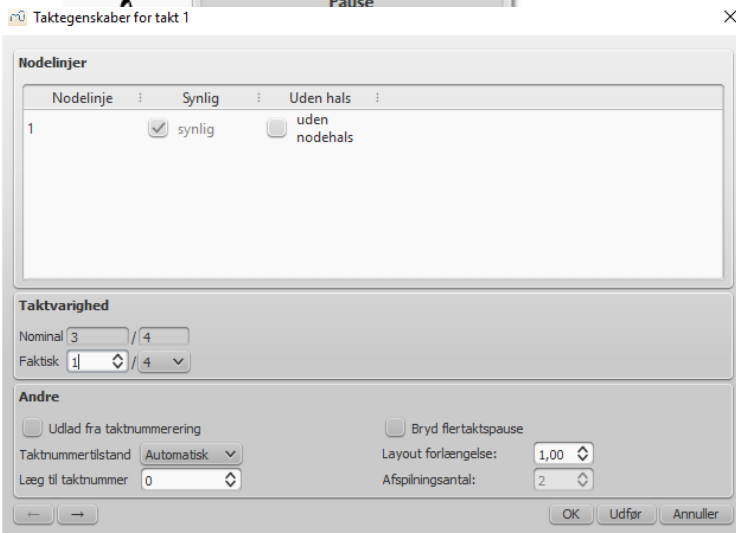 Pause
Taktegenskaber for takt 1
Nodelinjer
Nodelinje Synlig Uden hals
1 synlig uden
nodehals
Taktvarighed
Nominal 3 / 4
Faktisk 1 / 4
Andre
Udlad fra taktnummerering Bryd flertaktspause
Taktnummertilstand Automatisk Layout forlængelse: 1,00
Læg til taktnummer 0 Afspilningsantal: 2
← → OK Udfør Annuller